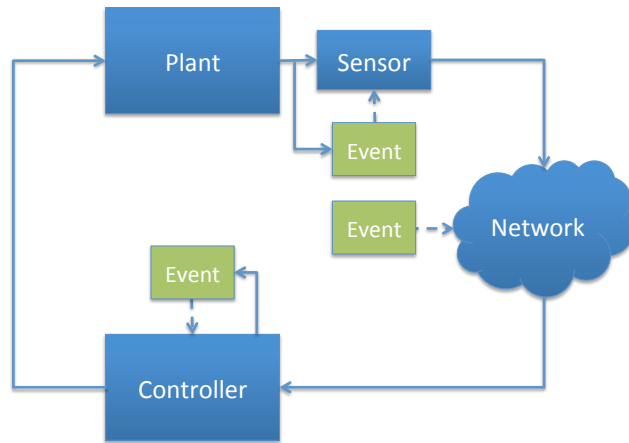 Plant
Sensor
Event
Event
Network
Event
Controller